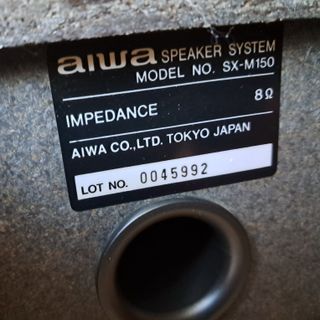 aiwa SPEAKER SYSTEM
MODEL NO. SX-M150
IMPEDANCE 8Ω
AIWA CO.,LTD. TOKYO JAPAN
LOT NO. 0045992